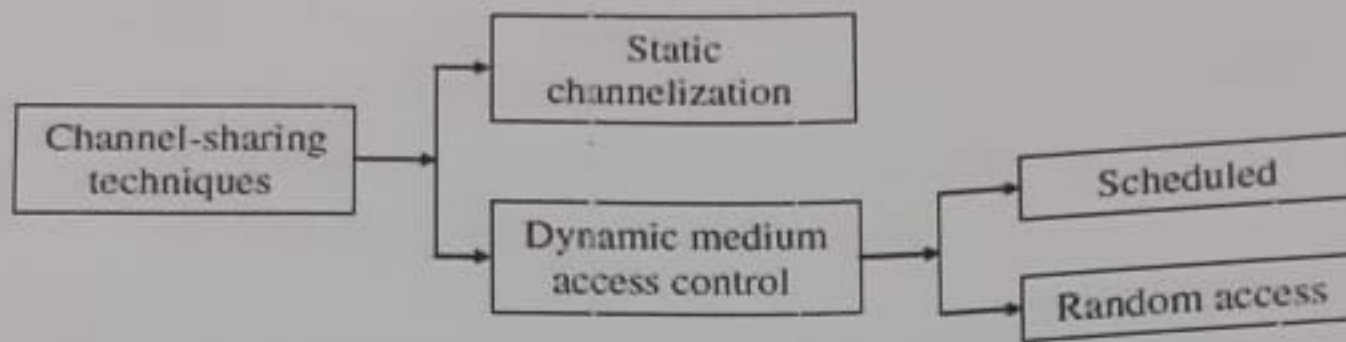 Channel-sharing
techniques
Static
channelization
Dynamic medium
access control
Scheduled
Random access